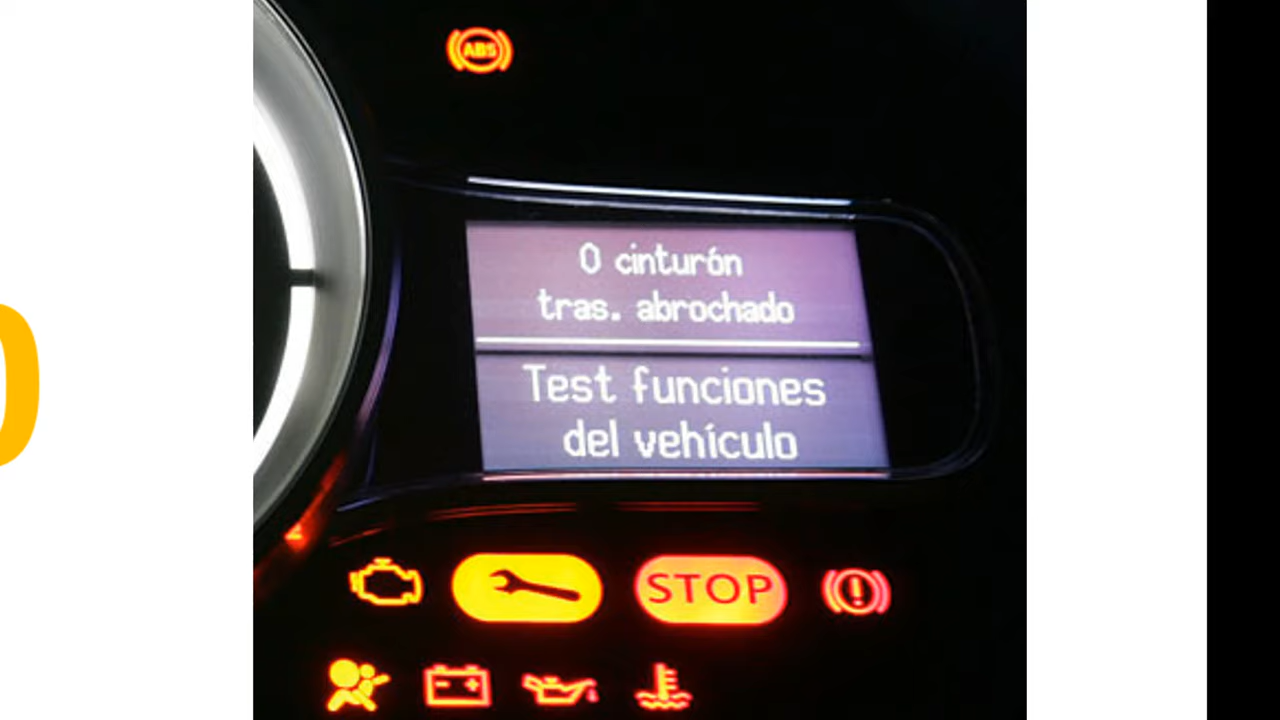 ABS
0 cinturón
tras. abrochado
Test funciones
del vehículo
STOP